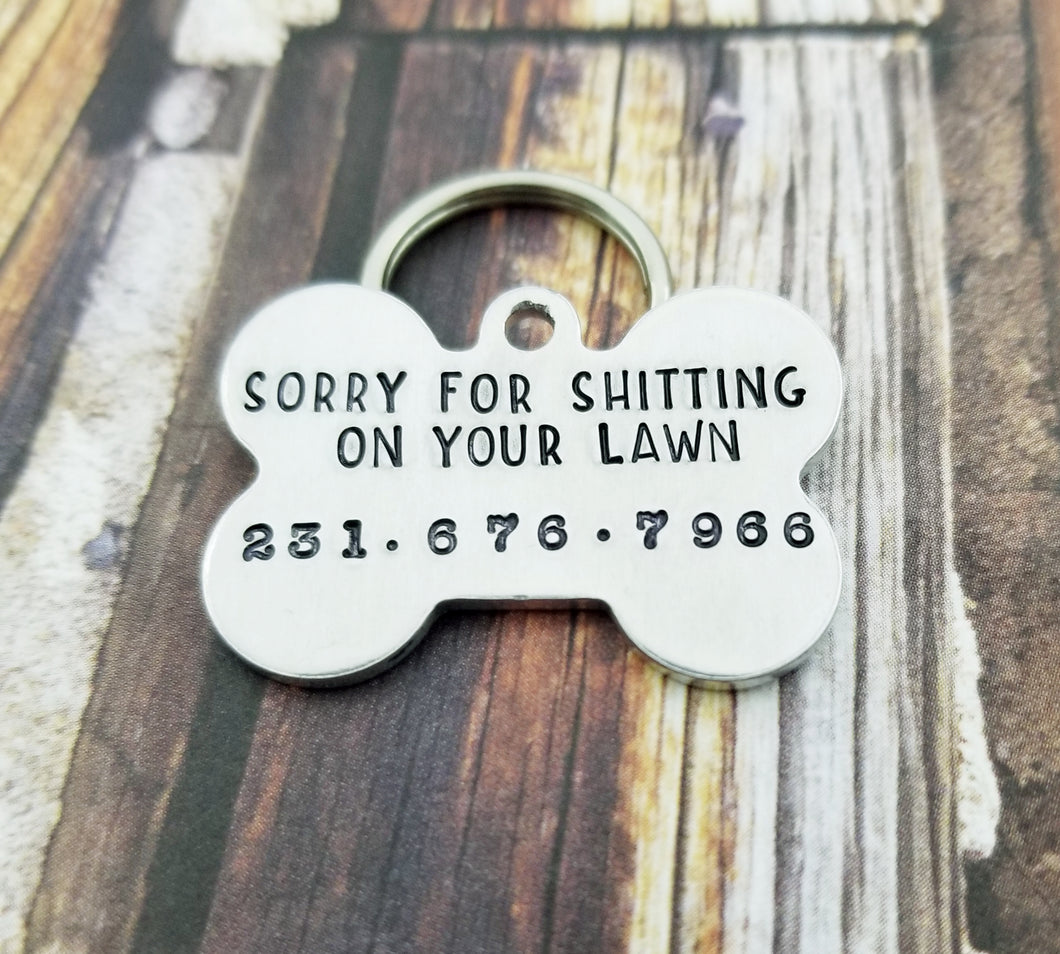 SORRY FOR SHITTING
ON YOUR LAWN
231.676.7966